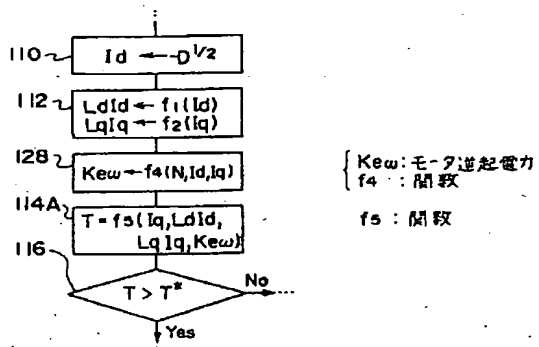 110
Id ← -D^1/2
112
LdId ← f1(Id)
LqIq ← f2(Iq)
128
Keω ← f4(N,Id,Iq)
Keω:モータ逆起電力
f4 :関数
114A
T = f5(Iq,LdId,
LqIq,Keω)
f5:関数
116
T > T*
No
Yes